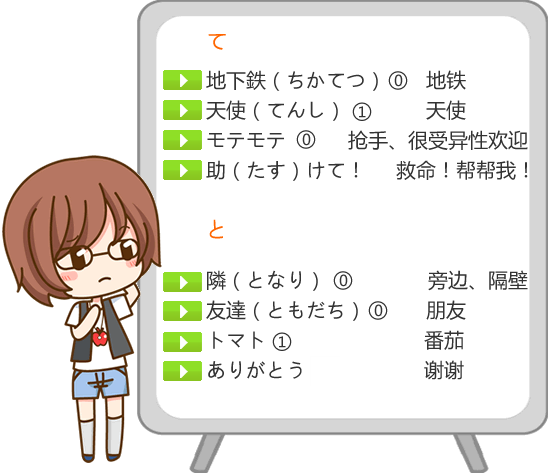 て
地下鉄(ちかてつ)⓪ 地铁
天使(てんし)① 天使
モテモテ ⓪ 抢手、很受异性欢迎
助(たす)けて! 救命!帮帮我!
と
隣(となり)⓪ 旁边、隔壁
友達(ともだち)⓪ 朋友
トマト① 番茄
ありがとう 谢谢